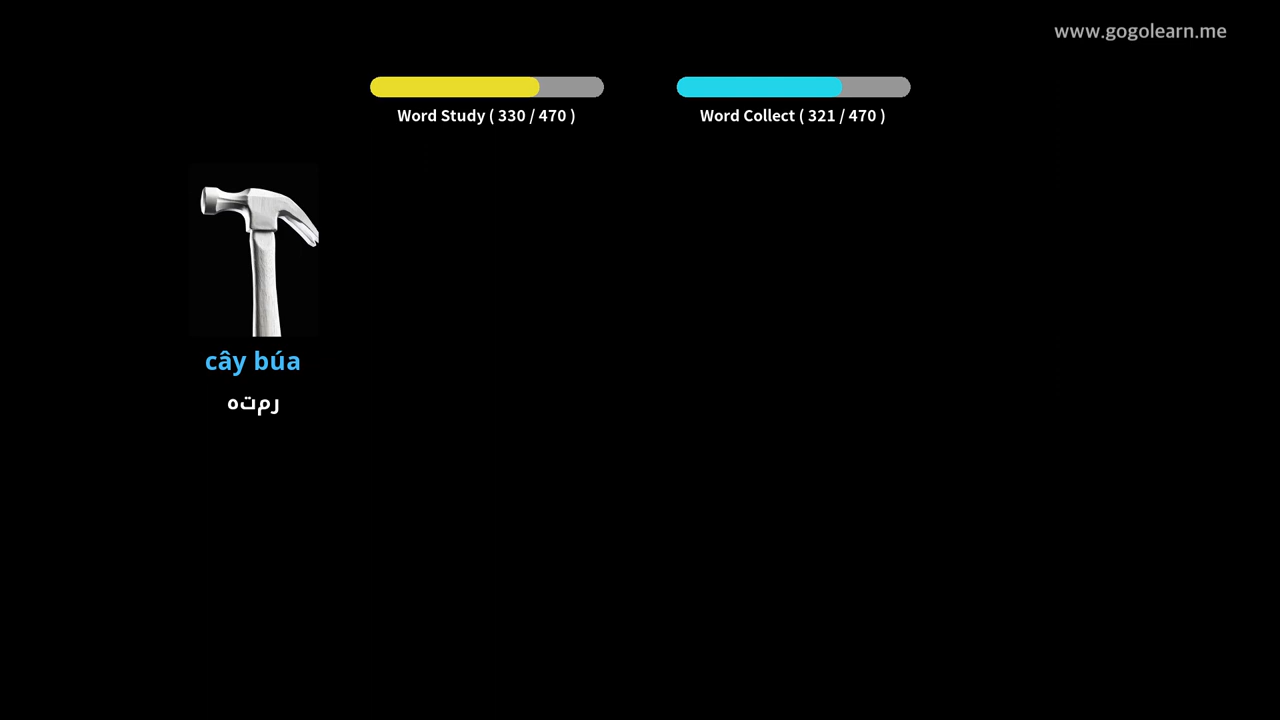 www.gogolearn.me
Word Study ( 330 / 470 )
Word Collect ( 321 / 470 )
cây búa
رمته